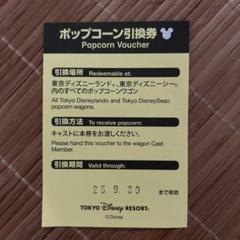 ポップコーン引換券
Popcorn Voucher
引換場所 Redeemable at:
東京ディズニーランド®、東京ディズニーシー®
内のすべてのポップコーンワゴン
All Tokyo Disneyland® and Tokyo DisneySea®
popcorn wagons.
引換方法 To receive popcorn:
キャストに本券をお渡しください。
Please hand this voucher to the wagon Cast
Member.
引換期間 Valid through:
25. 9. 30 まで有効
TOKYO Disney RESORT®
©Disney